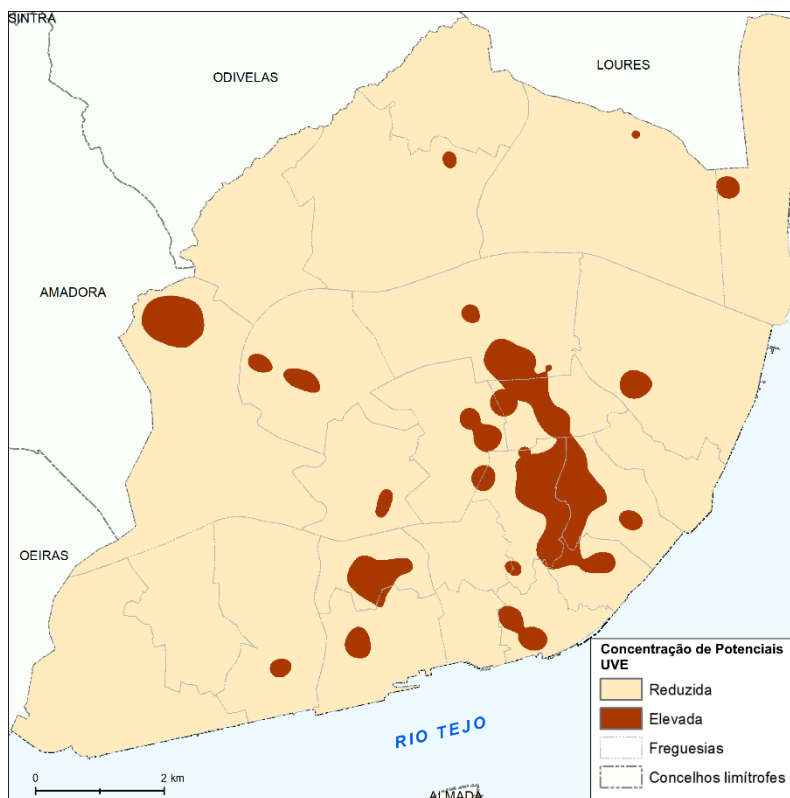 SINTRA
ODIVELAS
LOURES
AMADORA
OEIRAS
RIO TEJO
ALMADA
0 2 km
Concentração de Potenciais
UVE
Reduzida
Elevada
Freguesias
Concelhos limítrofes